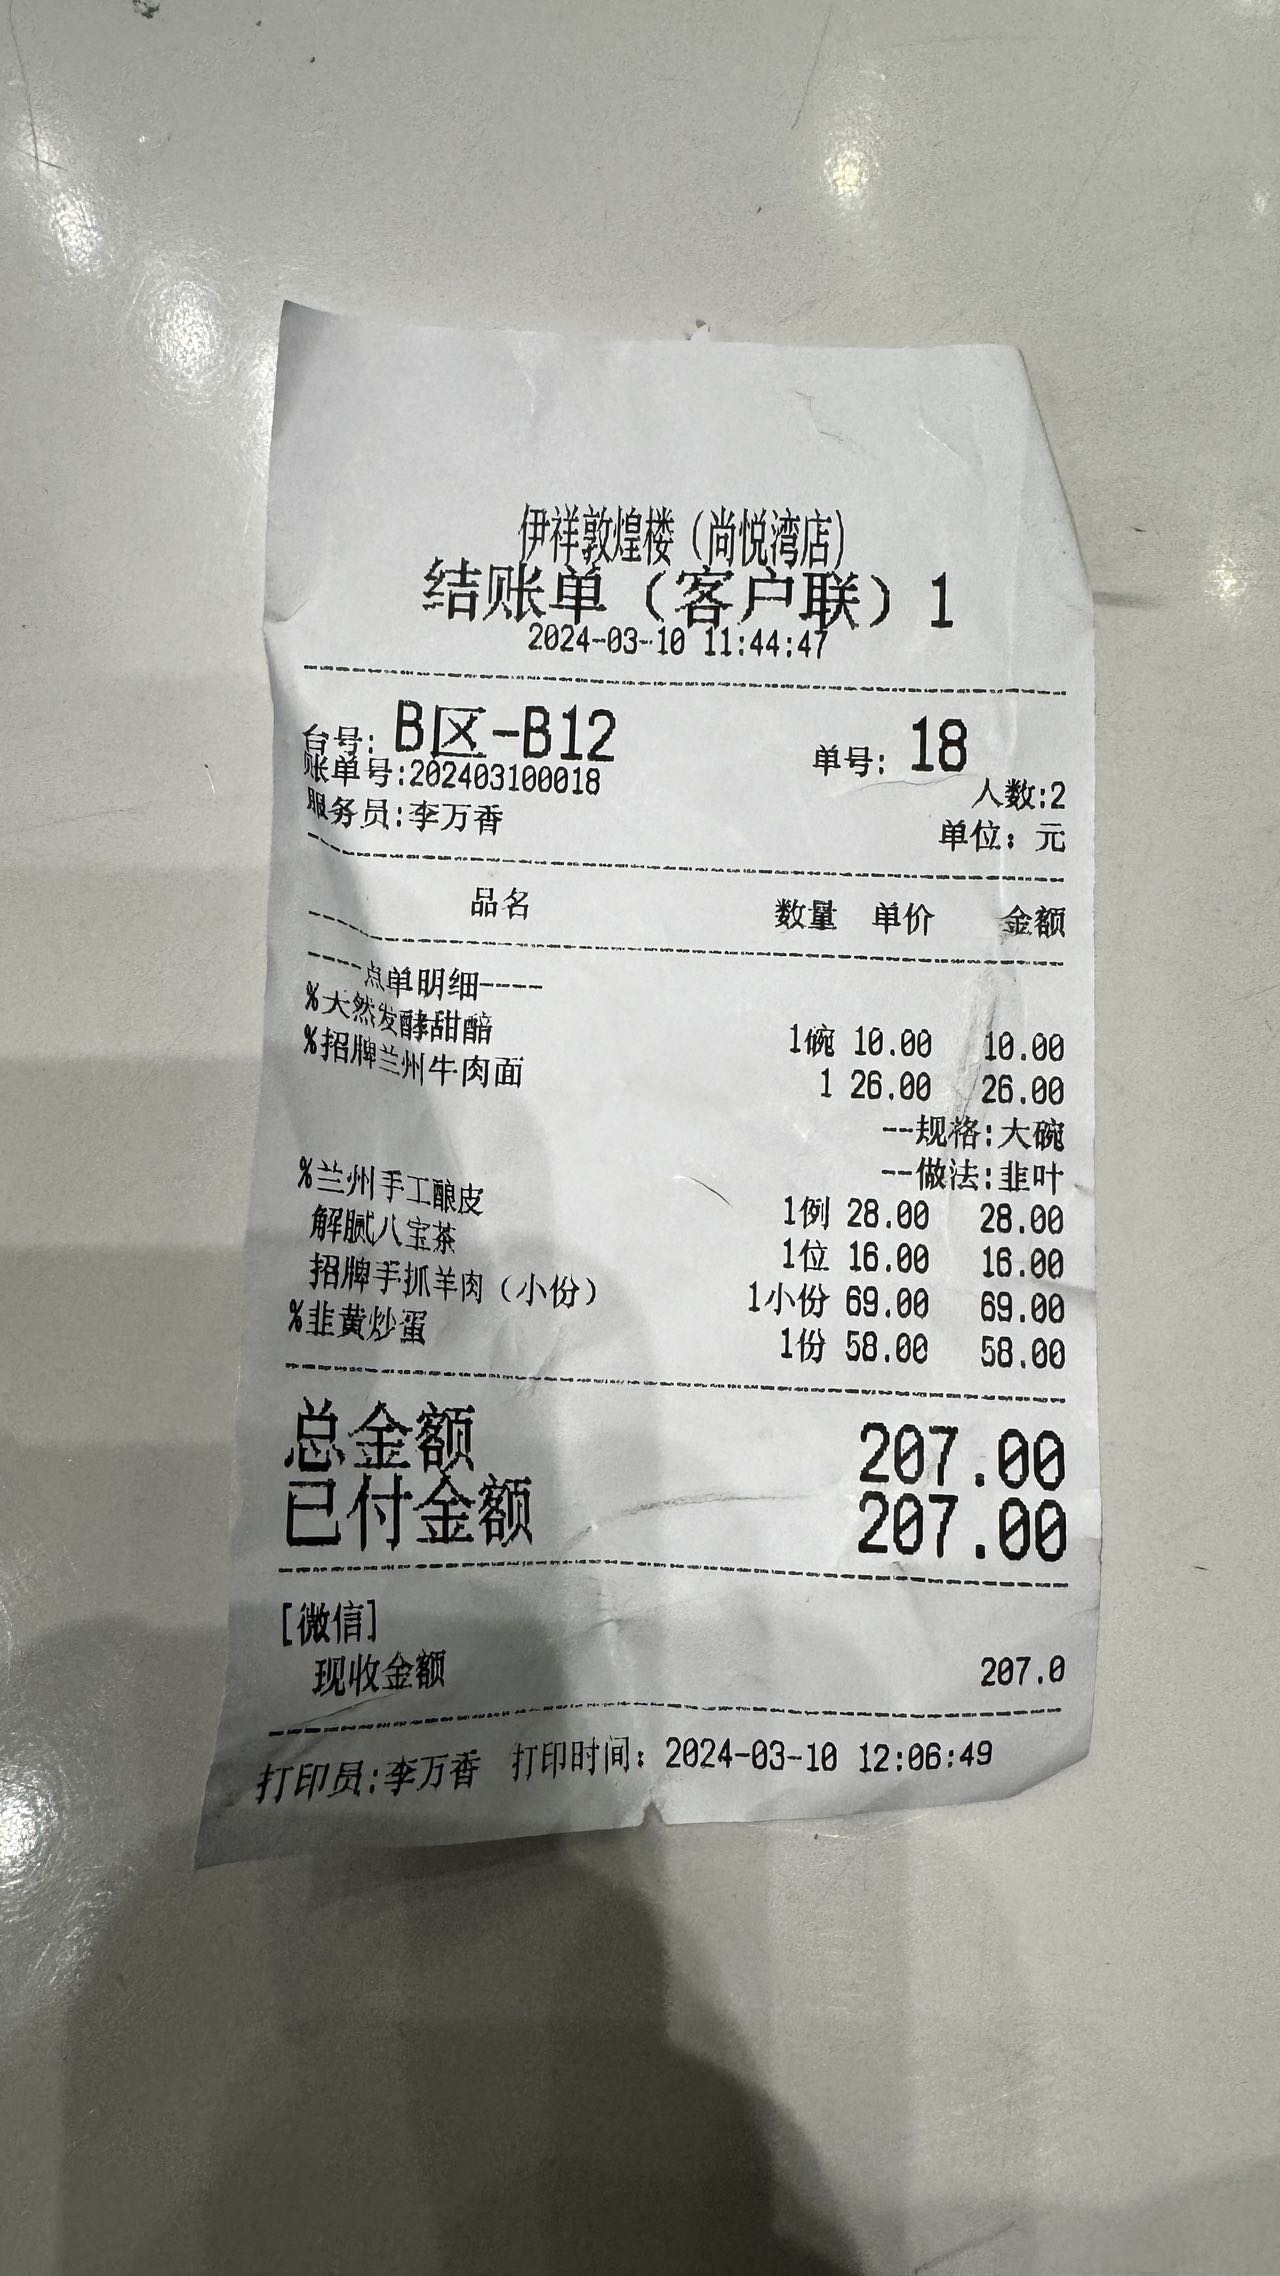 伊祥敦煌楼（尚悦湾店）
结账单（客户联）1
2024-03-10 11:44:47
台号: B区-B12 单号: 18
账单号:202403100018 人数:2
服务员:李万香 单位: 元
品名 数量 单价 金额
----点单明细----
%天然发酵甜醅 1碗 10.00 10.00
%招牌兰州牛肉面 1 26.00 26.00
--规格:大碗
--做法:韭叶
%兰州手工酿皮 1例 28.00 28.00
解腻八宝茶 1位 16.00 16.00
招牌手抓羊肉（小份） 1小份 69.00 69.00
%韭黄炒蛋 1份 58.00 58.00
总金额 207.00
已付金额 207.00
[微信]
现收金额 207.0
打印员:李万香 打印时间: 2024-03-10 12:06:49